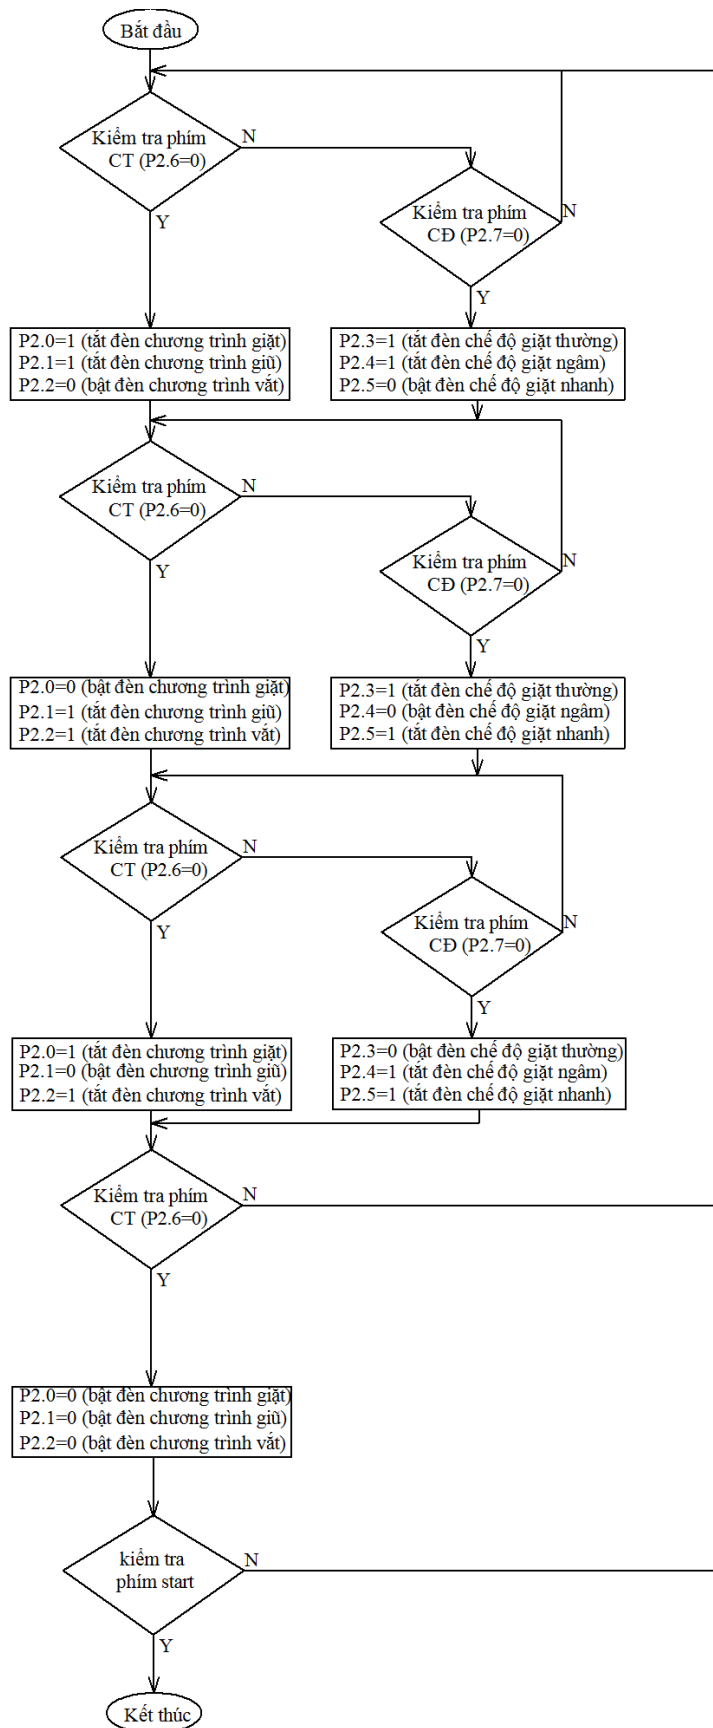 Bắt đầu
Kiểm tra phím
CT (P2.6=0)
N
Y
Kiểm tra phím
CĐ (P2.7=0)
N
Y
P2.0=1 (tắt đèn chương trình giặt)
P2.1=1 (tắt đèn chương trình giũ)
P2.2=0 (bật đèn chương trình vắt)
P2.3=1 (tắt đèn chế độ giặt thường)
P2.4=1 (tắt đèn chế độ giặt ngâm)
P2.5=0 (bật đèn chế độ giặt nhanh)
Kiểm tra phím
CT (P2.6=0)
N
Y
Kiểm tra phím
CĐ (P2.7=0)
N
Y
P2.0=0 (bật đèn chương trình giặt)
P2.1=1 (tắt đèn chương trình giũ)
P2.2=1 (tắt đèn chương trình vắt)
P2.3=1 (tắt đèn chế độ giặt thường)
P2.4=0 (bật đèn chế độ giặt ngâm)
P2.5=1 (tắt đèn chế độ giặt nhanh)
Kiểm tra phím
CT (P2.6=0)
N
Y
Kiểm tra phím
CĐ (P2.7=0)
N
Y
P2.0=1 (tắt đèn chương trình giặt)
P2.1=0 (bật đèn chương trình giũ)
P2.2=1 (tắt đèn chương trình vắt)
P2.3=0 (bật đèn chế độ giặt thường)
P2.4=1 (tắt đèn chế độ giặt ngâm)
P2.5=1 (tắt đèn chế độ giặt nhanh)
Kiểm tra phím
CT (P2.6=0)
N
Y
P2.0=0 (bật đèn chương trình giặt)
P2.1=0 (bật đèn chương trình giũ)
P2.2=0 (bật đèn chương trình vắt)
kiểm tra
phím start
N
Y
Kết thúc